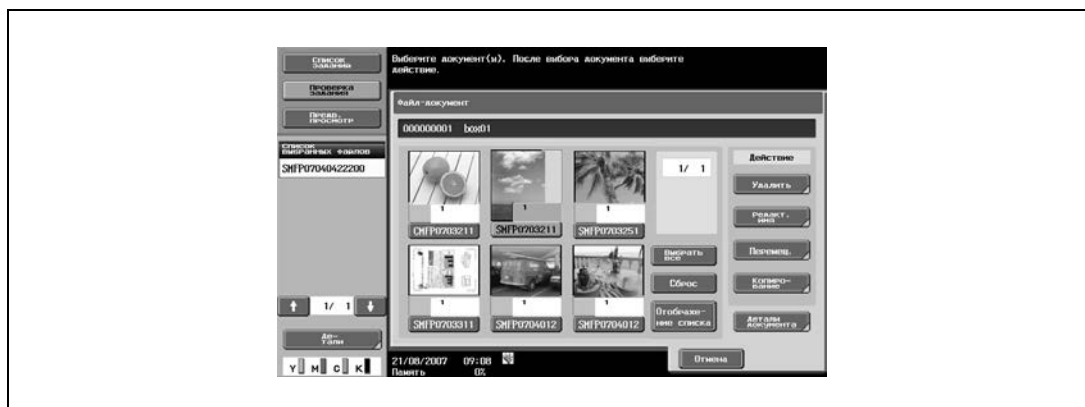 Список
задания
Проверка
задания
Предв.
просмотр
Список
выбранных файлов
SMFP07040422200
1/ 1
Де-
тали
Y M C K
Выберите документ(ы). После выбора документа выберите
действие.
Файл-документ
000000001 box01
1
CMFP0703211
1
SMFP0703211
1
SMFP0703251
1
SMFP0703311
1
SMFP0704012
1
SMFP0704012
1/ 1
Выбрать
все
Сброс
Отображе-
ние списка
Действие
Удалить
Редакт.
имя
Перемещ.
Копиро-
вание
Детали
документа
Отмена
21/08/2007 09:08
Память 0%